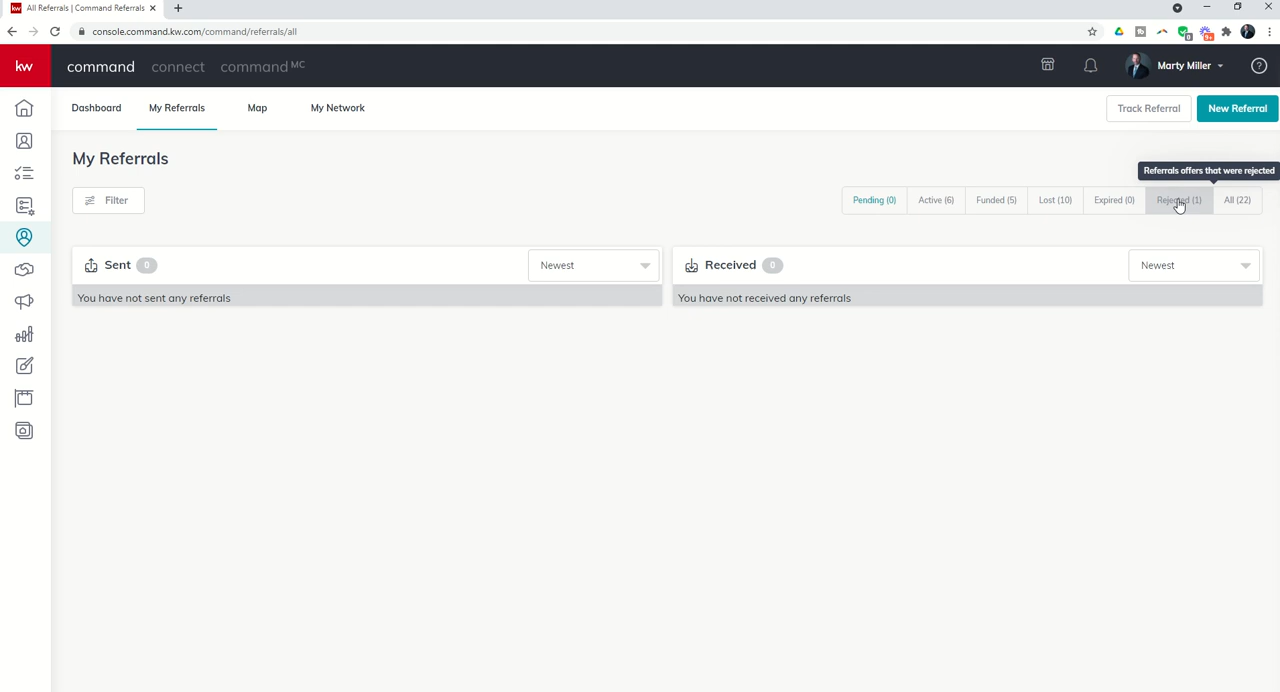 kw All Referrals | Command Referrals
console.command.kw.com/command/referrals/all
9+
kw command connect command MC Marty Miller
Dashboard My Referrals Map My Network Track Referral New Referral
My Referrals
Referrals offers that were rejected
Filter Pending (0) Active (6) Funded (5) Lost (10) Expired (0) Rejected (1) All (22)
Sent 0 Newest Received 0 Newest
You have not sent any referrals You have not received any referrals